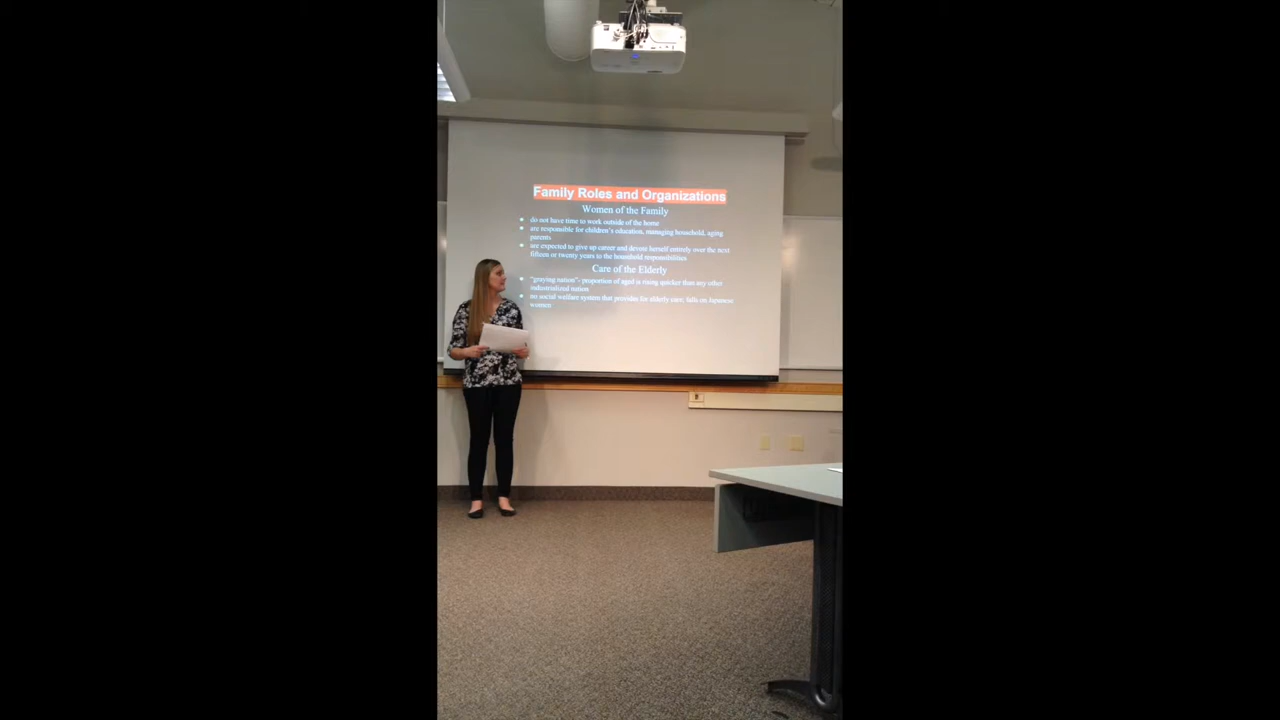 Family Roles and Organizations
Women of the Family
do not have time to work outside of the home
are responsible for children's education, managing household, aging
parents
are expected to give up career and devote herself entirely over the next
fifteen or twenty years to the household responsibilities
Care of the Elderly
"graying nation"- proportion of aged is rising quicker than any other
industrialized nation
no social welfare system that provides for elderly care; falls on Japanese
women